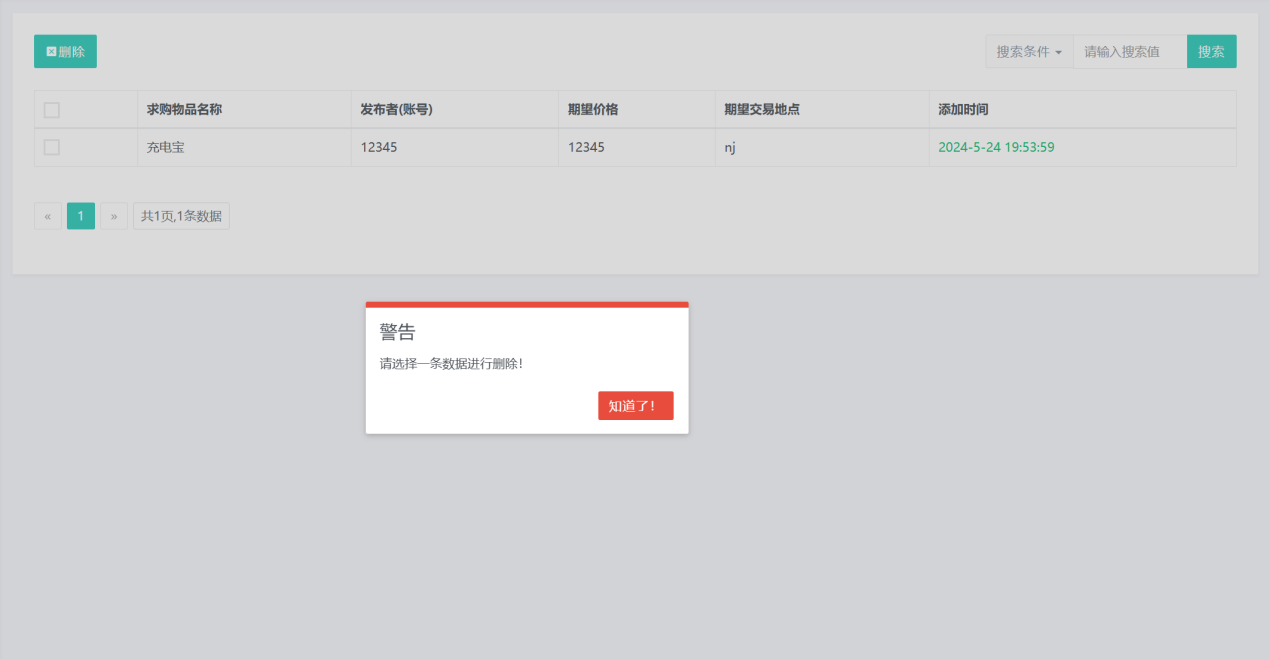 删除
搜索条件
请输入搜索值
搜索
求购物品名称 发布者(账号) 期望价格 期望交易地点 添加时间
充电宝 12345 12345 nj 2024-5-24 19:53:59
« 1 » 共1页,1条数据
警告
请选择一条数据进行删除！
知道了！